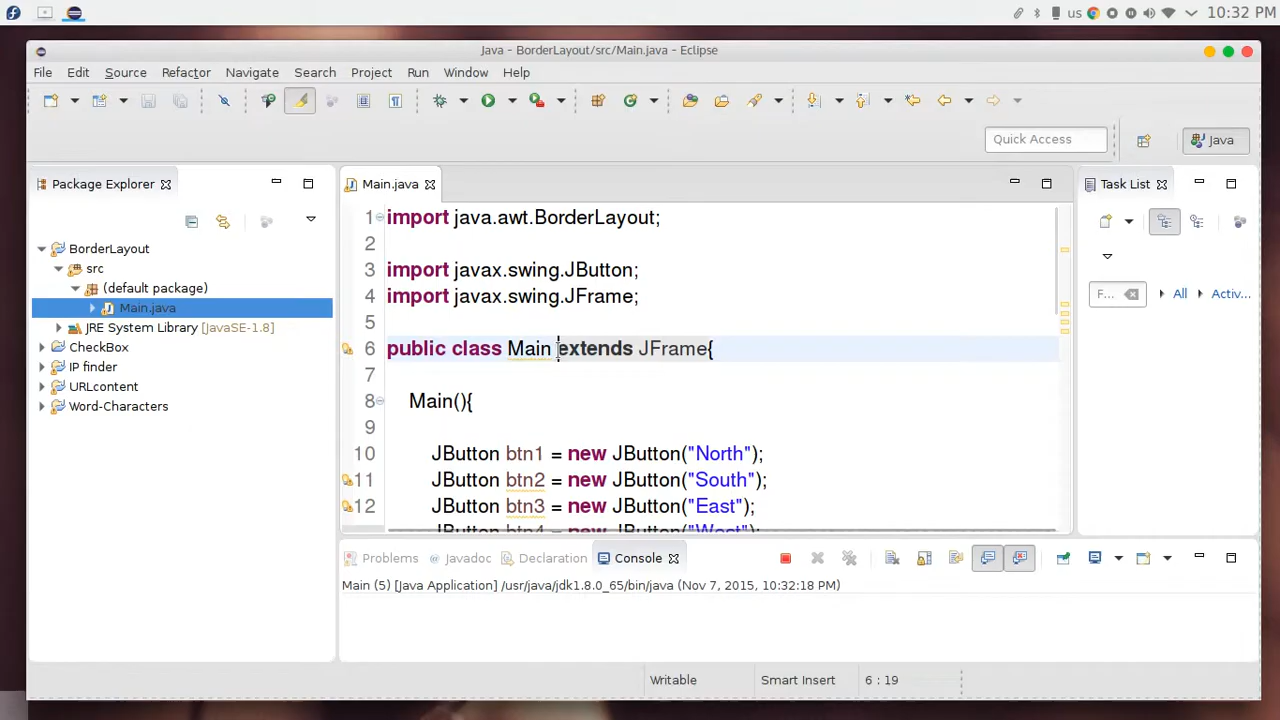 us 10:32 PM
Java - BorderLayout/src/Main.java - Eclipse
File Edit Source Refactor Navigate Search Project Run Window Help
Quick Access
Java
Package Explorer
Main.java
Task List
BorderLayout
src
(default package)
Main.java
JRE System Library [JavaSE-1.8]
CheckBox
IP finder
URLcontent
Word-Characters
1 import java.awt.BorderLayout;
2
3 import javax.swing.JButton;
4 import javax.swing.JFrame;
5
6 public class Main extends JFrame{
7
8 Main(){
9
10 JButton btn1 = new JButton("North");
11 JButton btn2 = new JButton("South");
12 JButton btn3 = new JButton("East");
JButton btn4 = new JButton("West");
F... All Activ...
Problems Javadoc Declaration Console
Main (5) [Java Application] /usr/java/jdk1.8.0_65/bin/java (Nov 7, 2015, 10:32:18 PM)
Writable Smart Insert 6 : 19